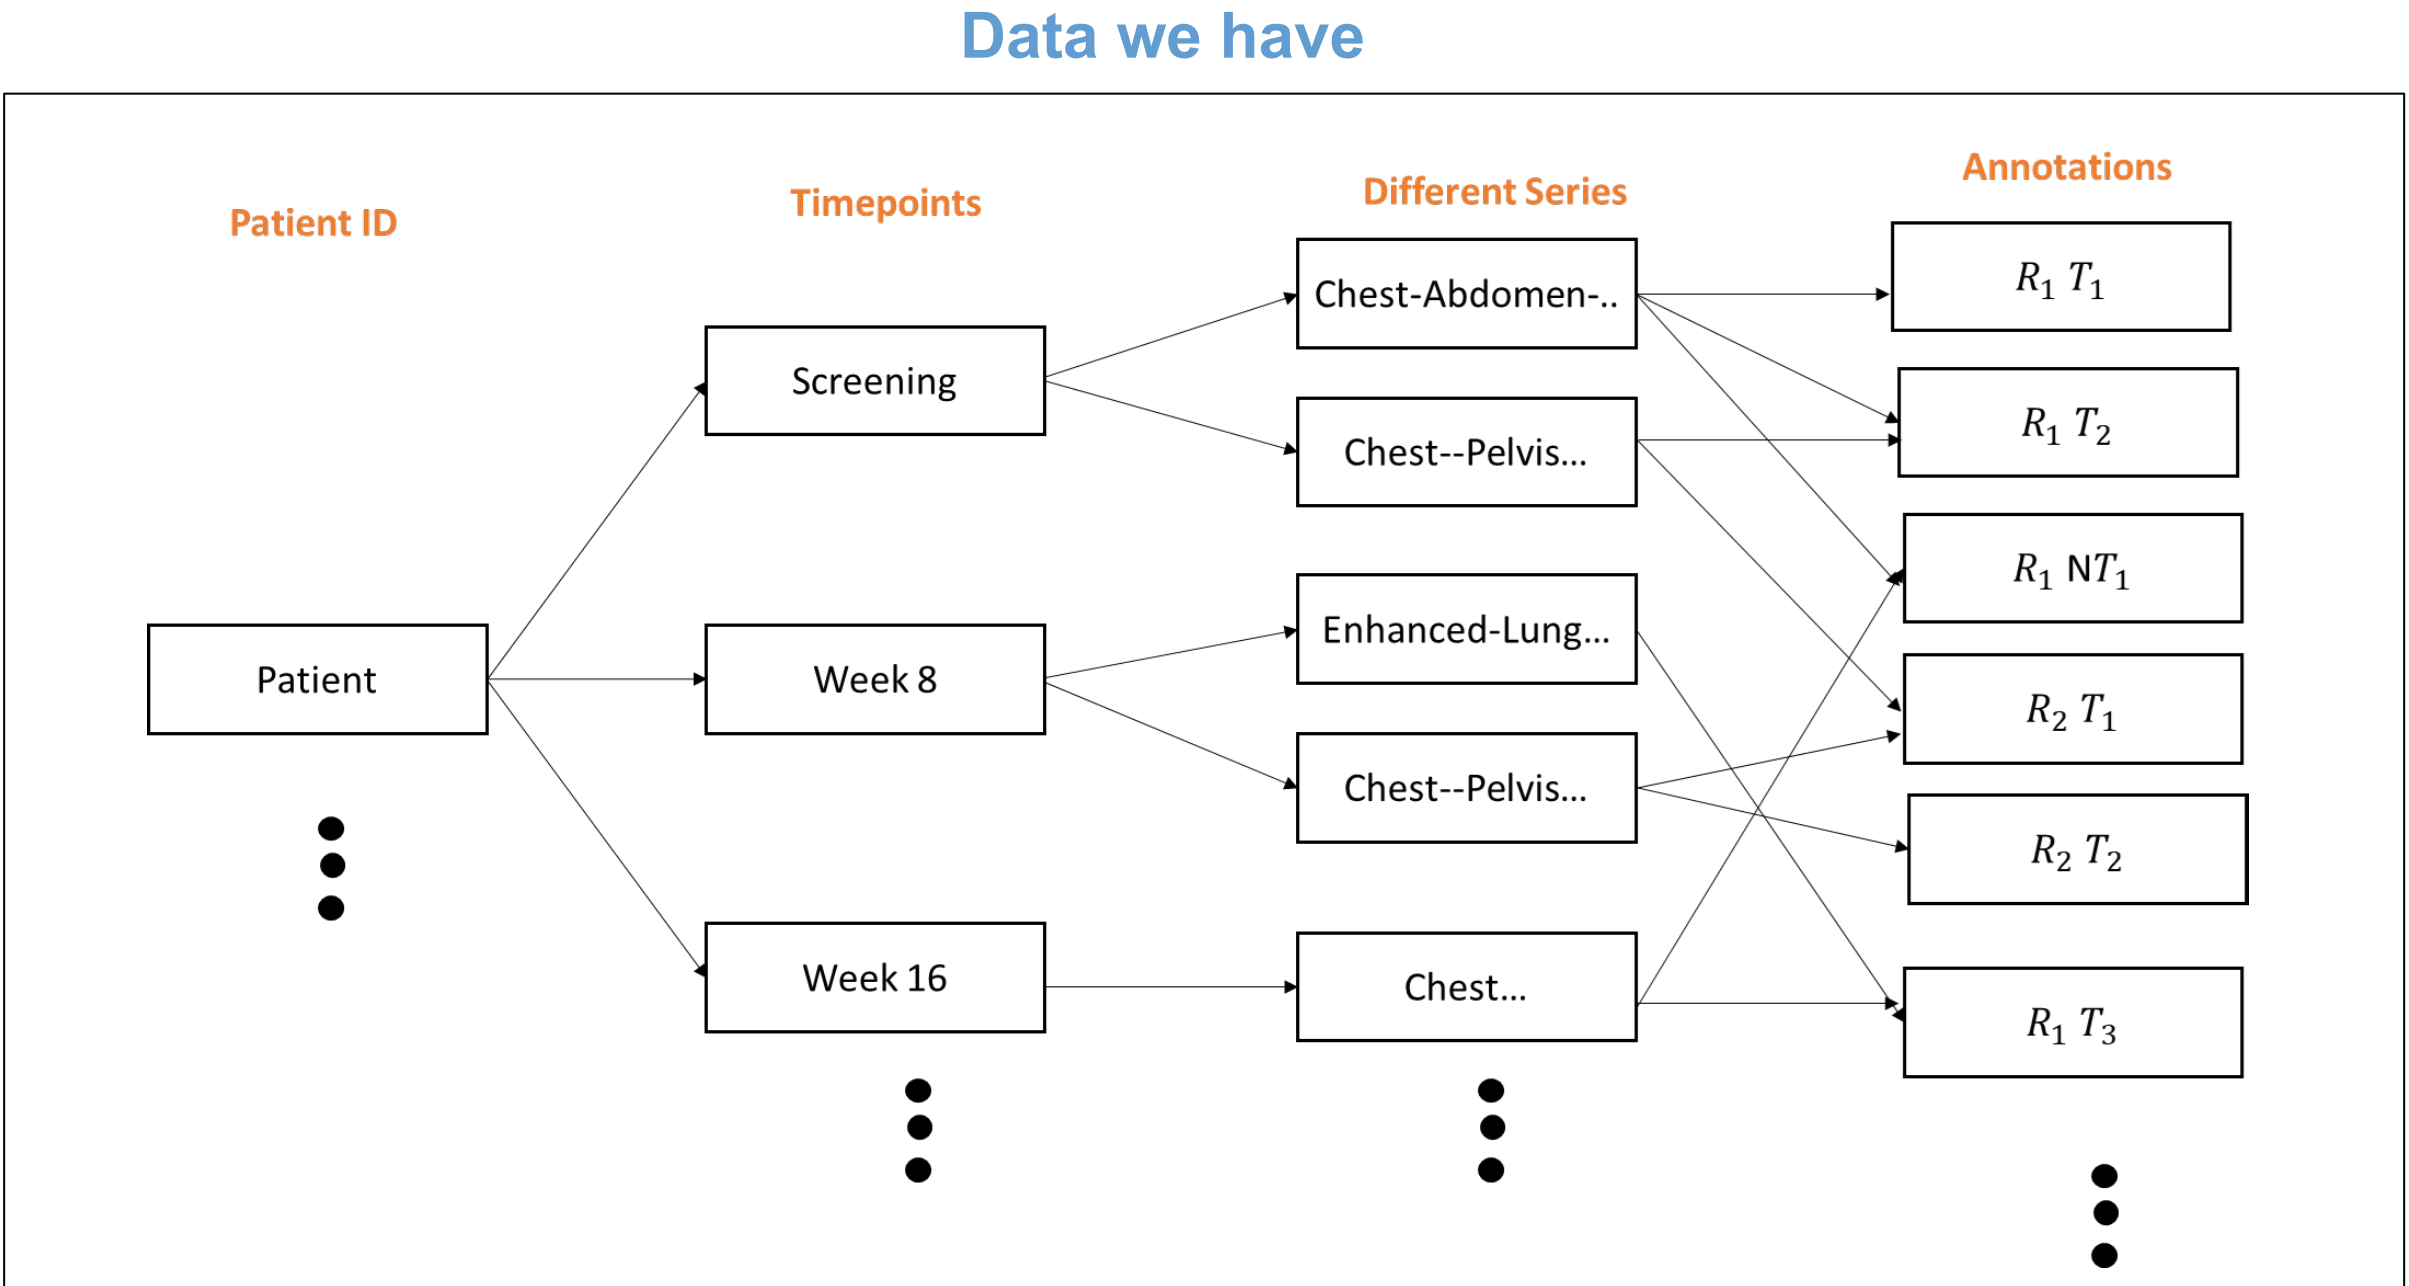 Data we have
Patient ID
Timepoints
Different Series
Annotations
Patient
Screening
Week 8
Week 16
Chest-Abdomen-..
Chest--Pelvis...
Enhanced-Lung...
Chest--Pelvis...
Chest...
R₁ T₁
R₁ T₂
R₁ NT₁
R₂ T₁
R₂ T₂
R₁ T₃